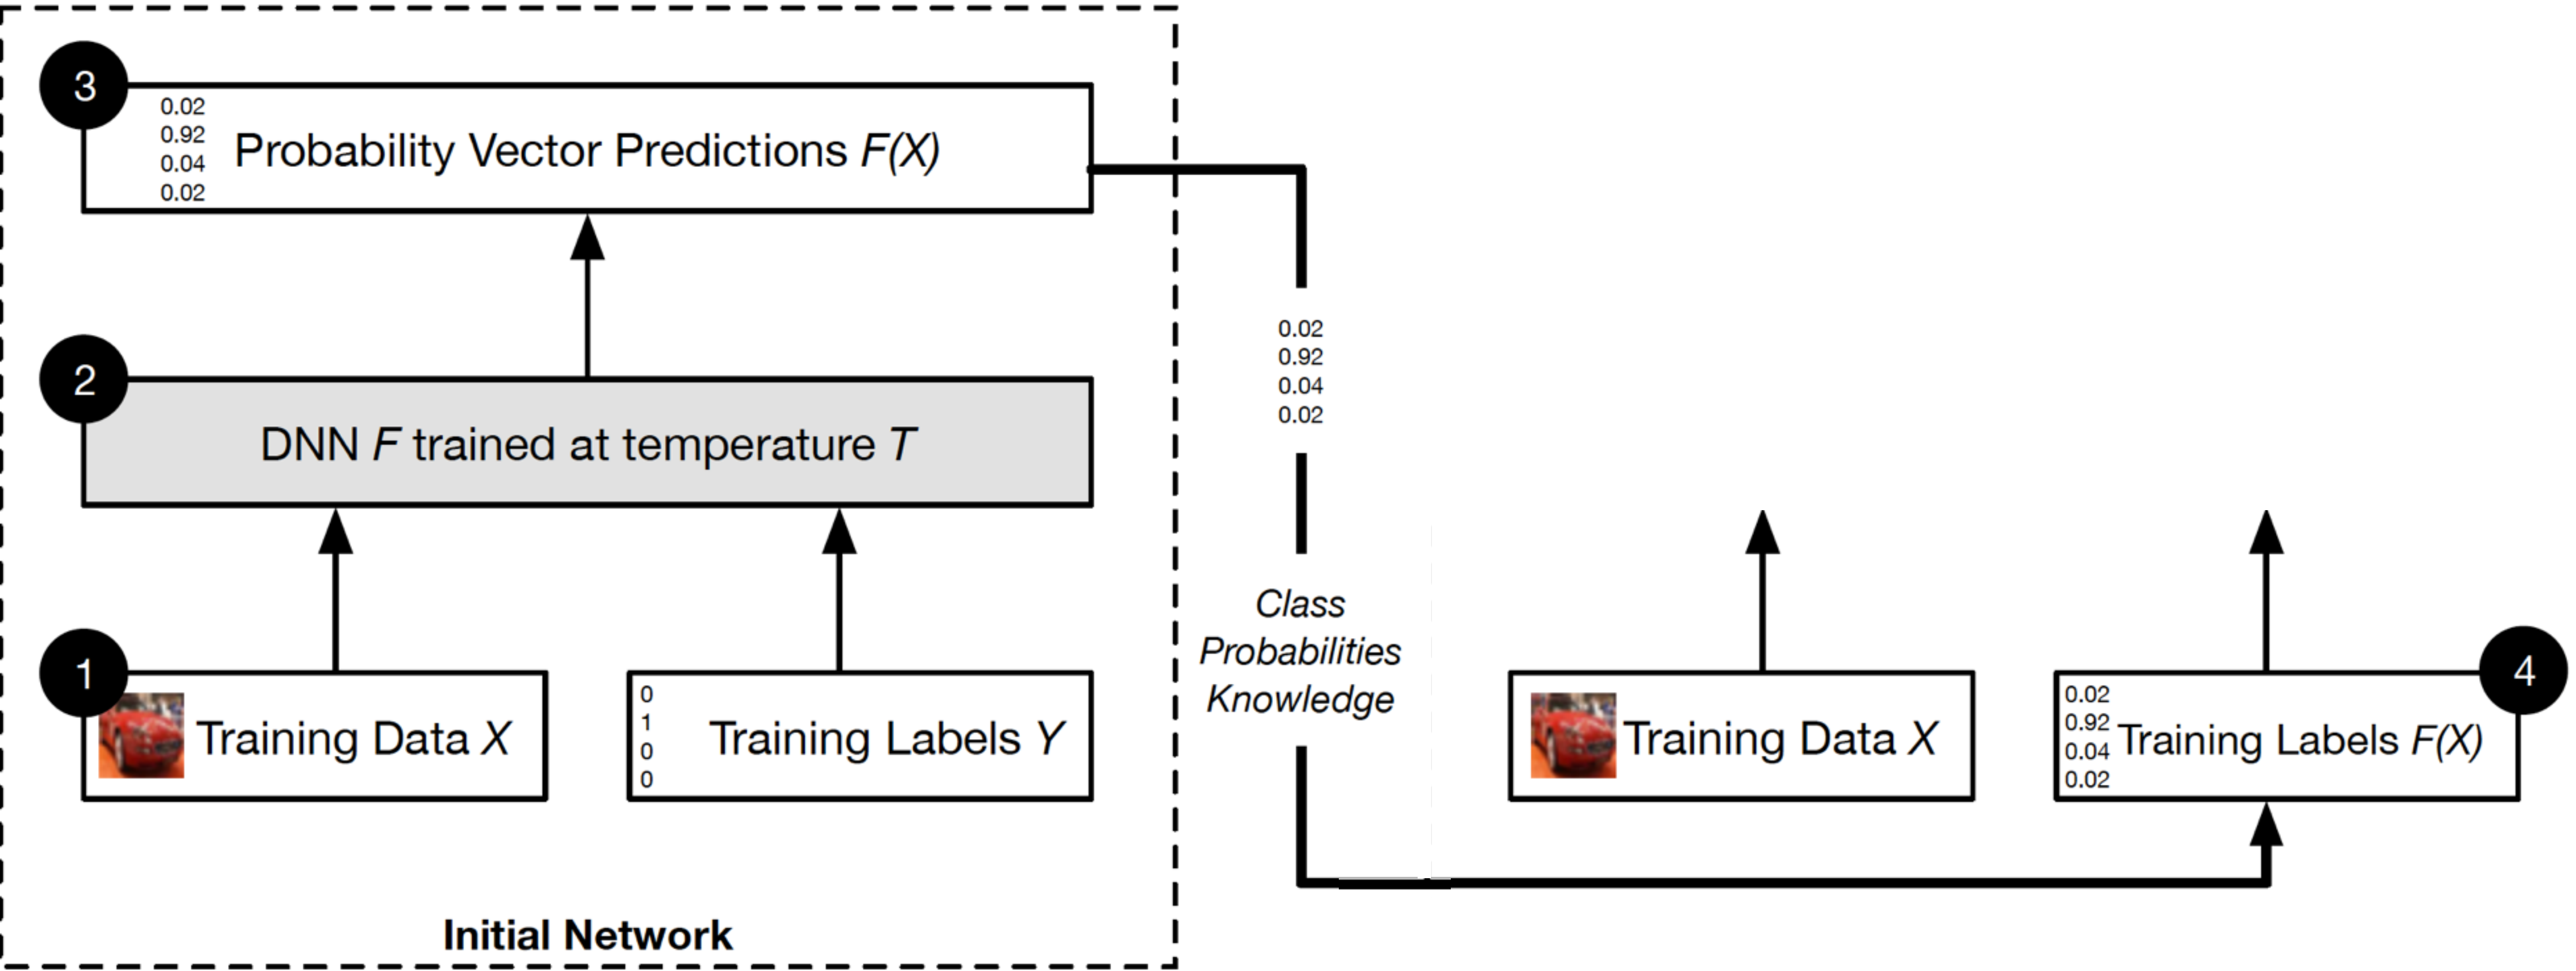 3
0.02
0.92
0.04
0.02
Probability Vector Predictions F(X)
2
DNN F trained at temperature T
1
Training Data X
0
1
0
0
Training Labels Y
Initial Network
0.02
0.92
0.04
0.02
Class
Probabilities
Knowledge
Training Data X
4
0.02
0.92
0.04
0.02
Training Labels F(X)